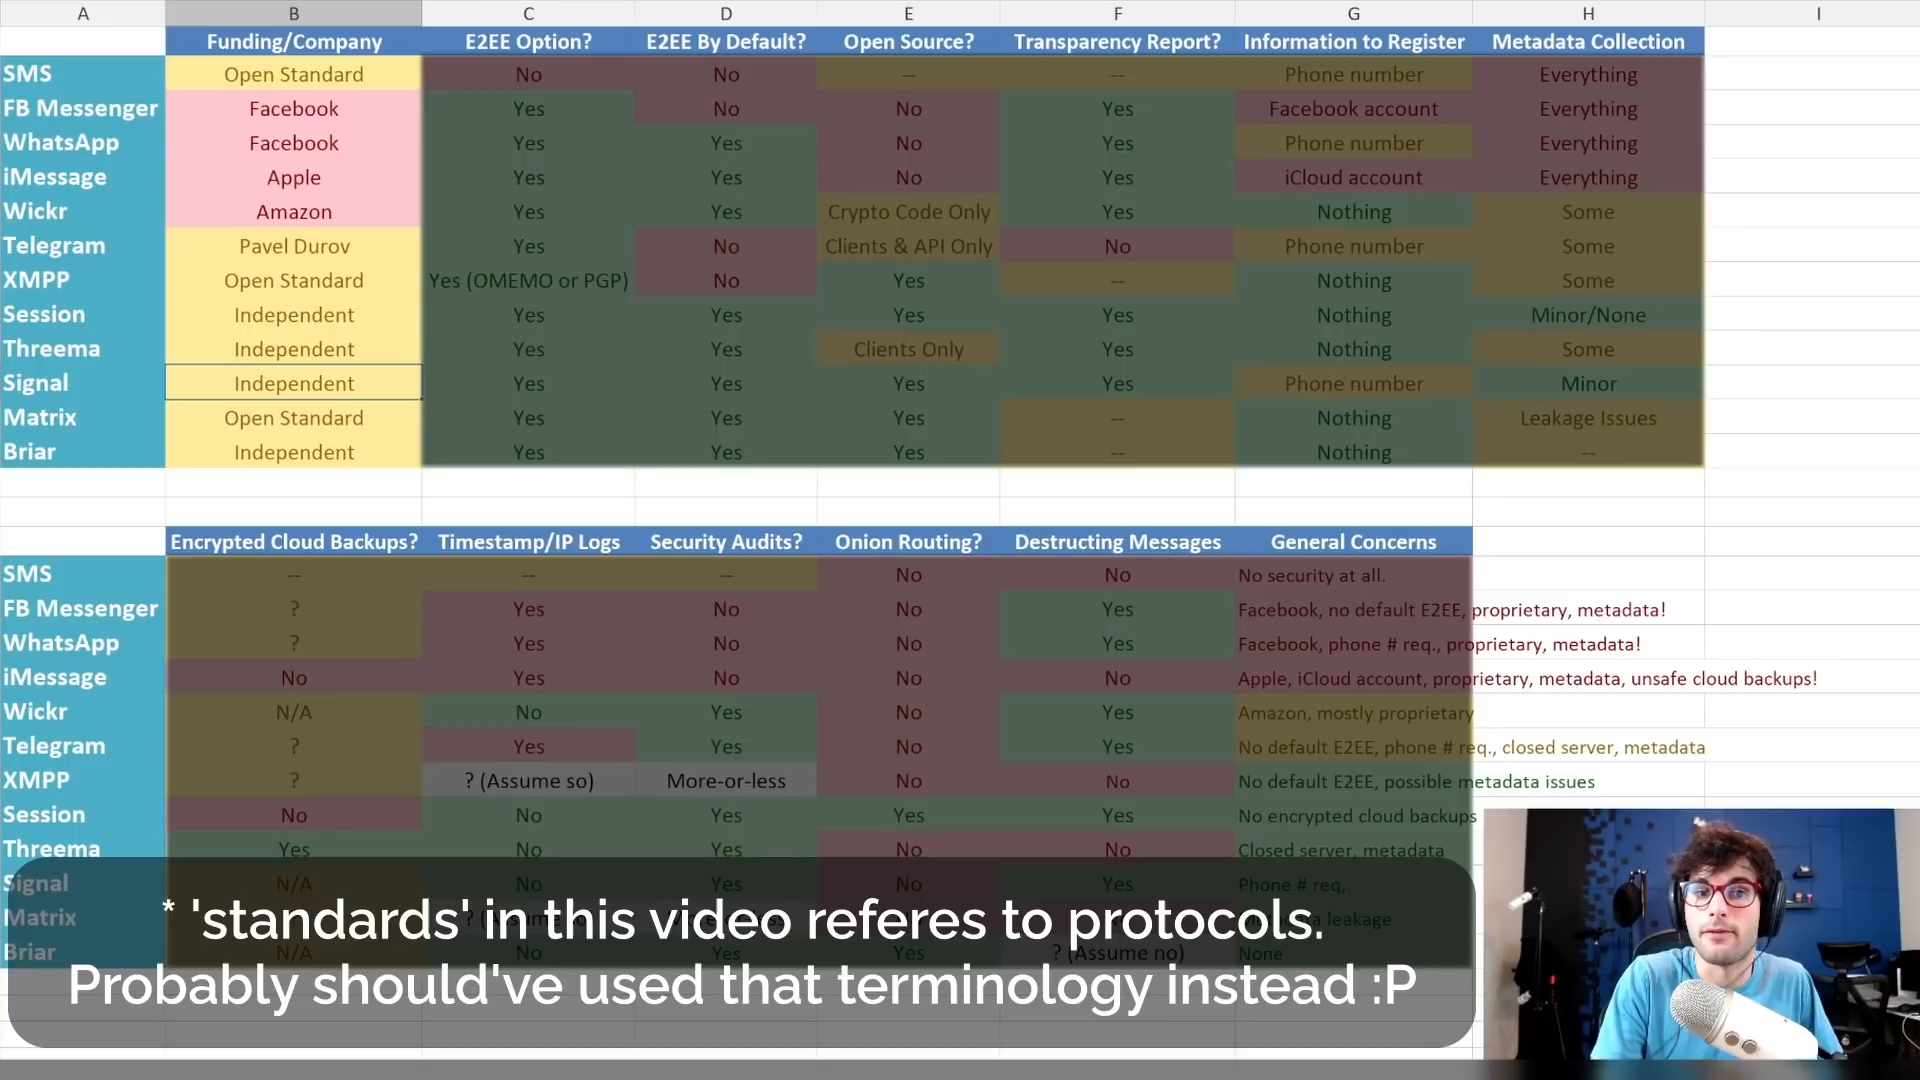 A B C D E F G H I
Funding/Company E2EE Option? E2EE By Default? Open Source? Transparency Report? Information to Register Metadata Collection
SMS Open Standard No No -- -- Phone number Everything
FB Messenger Facebook Yes No No Yes Facebook account Everything
WhatsApp Facebook Yes Yes No Yes Phone number Everything
iMessage Apple Yes Yes No Yes iCloud account Everything
Wickr Amazon Yes Yes Crypto Code Only Yes Nothing Some
Telegram Pavel Durov Yes No Clients & API Only No Phone number Some
XMPP Open Standard Yes (OMEMO or PGP) No Yes -- Nothing Some
Session Independent Yes Yes Yes Yes Nothing Minor/None
Threema Independent Yes Yes Clients Only Yes Nothing Some
Signal Independent Yes Yes Yes Yes Phone number Minor
Matrix Open Standard Yes Yes Yes -- Nothing Leakage Issues
Briar Independent Yes Yes Yes -- Nothing --
Encrypted Cloud Backups? Timestamp/IP Logs Security Audits? Onion Routing? Destructing Messages General Concerns
SMS -- -- -- No No No security at all.
FB Messenger ? Yes No No Yes Facebook, no default E2EE, proprietary, metadata!
WhatsApp ? Yes No No Yes Facebook, phone # req., proprietary, metadata!
iMessage No Yes No No No Apple, iCloud account, proprietary, metadata, unsafe cloud backups!
Wickr N/A No Yes No Yes Amazon, mostly proprietary
Telegram ? Yes Yes No Yes No default E2EE, phone # req., closed server, metadata
XMPP ? ? (Assume so) More-or-less No No No default E2EE, possible metadata issues
Session No No Yes Yes Yes No encrypted cloud backups
Threema Yes No Yes No No Closed server, metadata
Signal N/A No Yes No Yes Phone # req,
Matrix leakage
Briar N/A No Yes Yes ? (Assume no) None
* 'standards' in this video referes to protocols.
Probably should've used that terminology instead :P